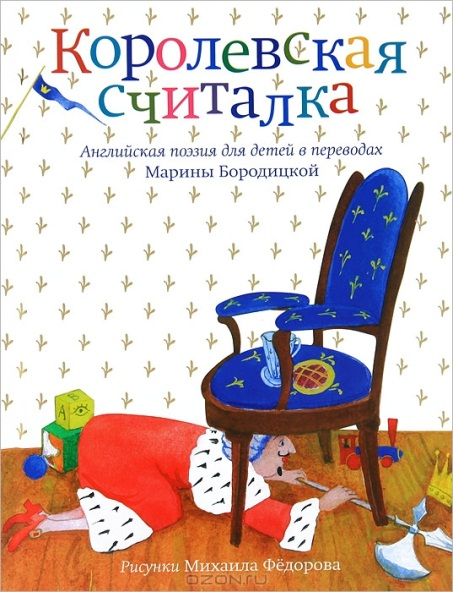 Королевская
считалка
Английская поэзия для детей в переводах
Марины Бородицкой
А
Рисунки Михаила Фёдорова
ozon.ru